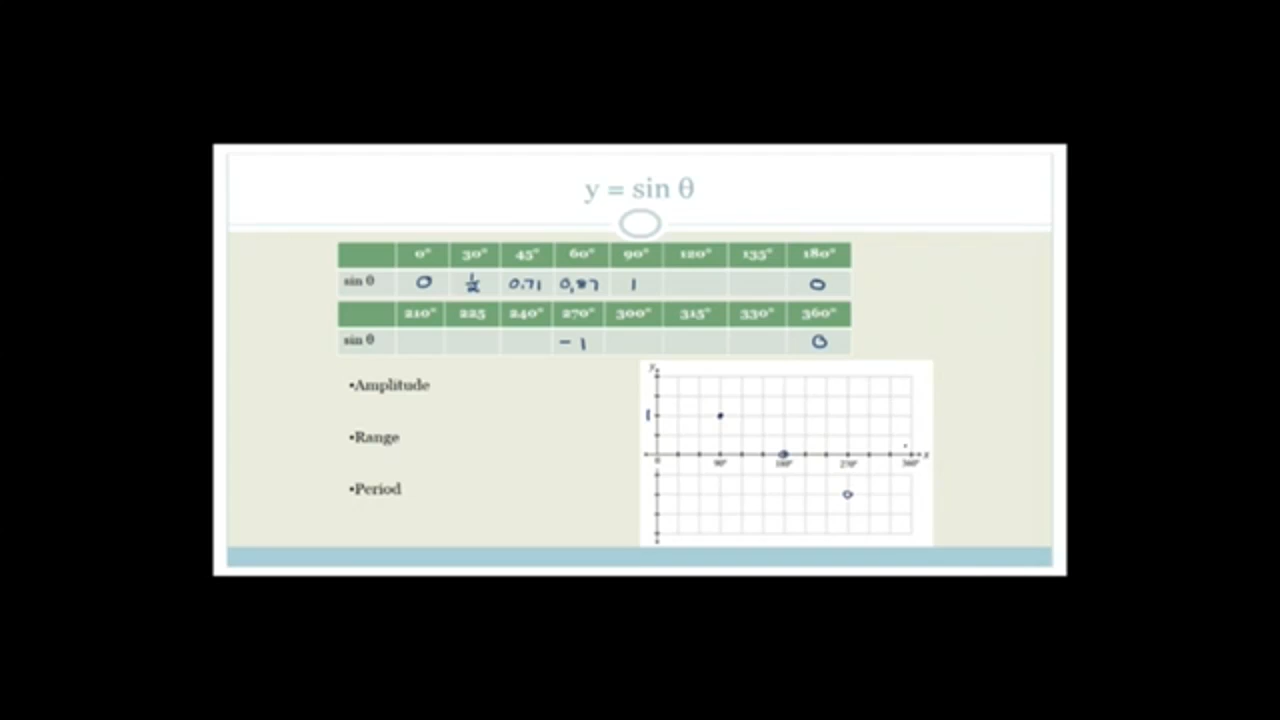 y = sin θ
0° 30° 45° 60° 90° 120° 135° 180°
sin θ 0 1/2 0.71 0,87 1 0
210° 225 240° 270° 300° 315° 330° 360°
sin θ -1 0
•Amplitude
•Range
•Period
y
1
0 90° 180° 270° 360° x